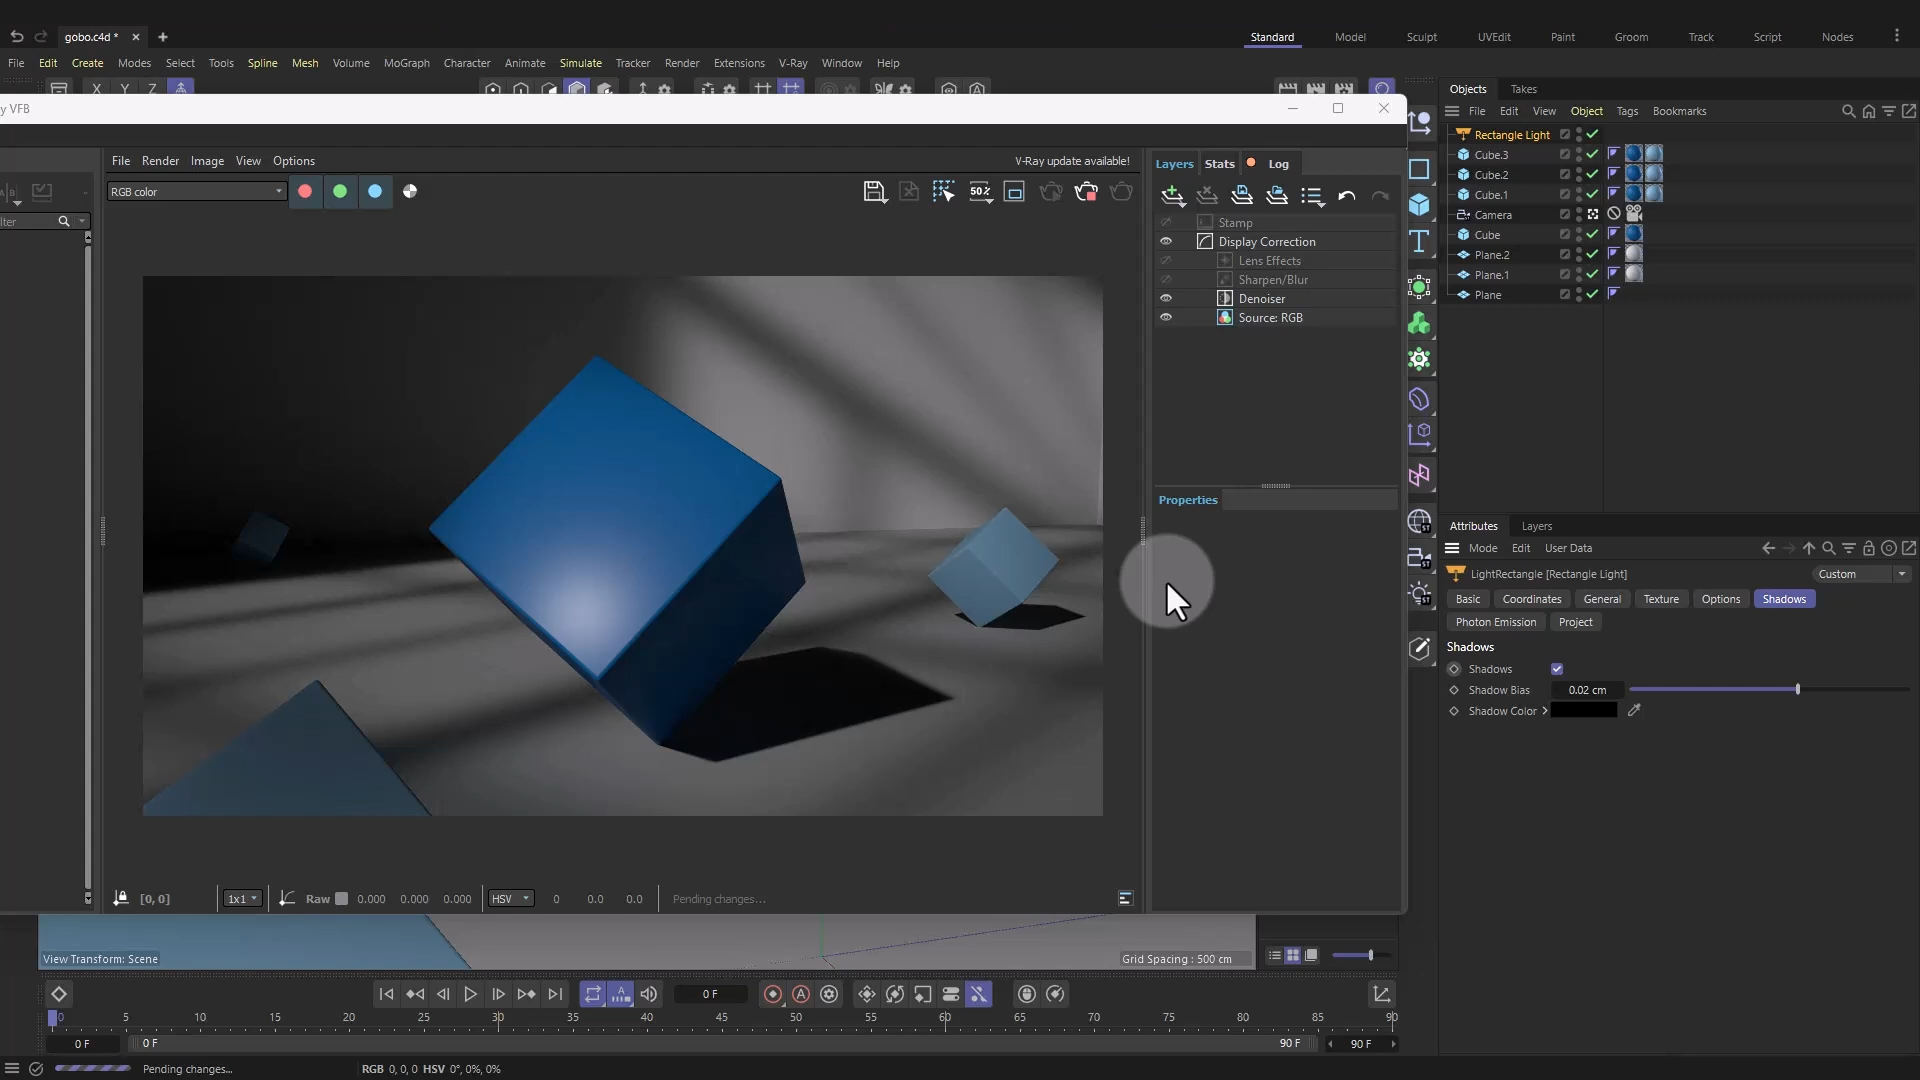 gobo.c4d *
Standard
Model
Sculpt
UVEdit
Paint
Groom
Track
Script
Nodes
File
Edit
Create
Modes
Select
Tools
Spline
Mesh
Volume
MoGraph
Character
Animate
Simulate
Tracker
Render
Extensions
V-Ray
Window
Help
X
Y
Z
Objects
Takes
y VFB
File
Edit
View
Object
Tags
Bookmarks
Rectangle Light
Cube.3
Cube.2
Cube.1
Camera
Cube
Plane.2
Plane.1
Plane
File
Render
Image
View
Options
V-Ray update available!
Layers
Stats
Log
RGB color
50%
lter
Stamp
Display Correction
Lens Effects
Sharpen/Blur
Denoiser
Source: RGB
Properties
Attributes
Layers
Mode
Edit
User Data
LightRectangle [Rectangle Light]
Custom
Basic
Coordinates
General
Texture
Options
Shadows
Photon Emission
Project
Shadows
Shadows
Shadow Bias
0.02 cm
Shadow Color
[0, 0]
1x1
Raw
0.000
0.000
0.000
HSV
0
0.0
0.0
Pending changes...
View Transform: Scene
Grid Spacing : 500 cm
0 F
0
5
10
15
20
25
30
35
40
45
50
55
60
65
70
75
80
85
90
0 F
0 F
90 F
90 F
Pending changes...
RGB 0, 0, 0 HSV 0°, 0%, 0%